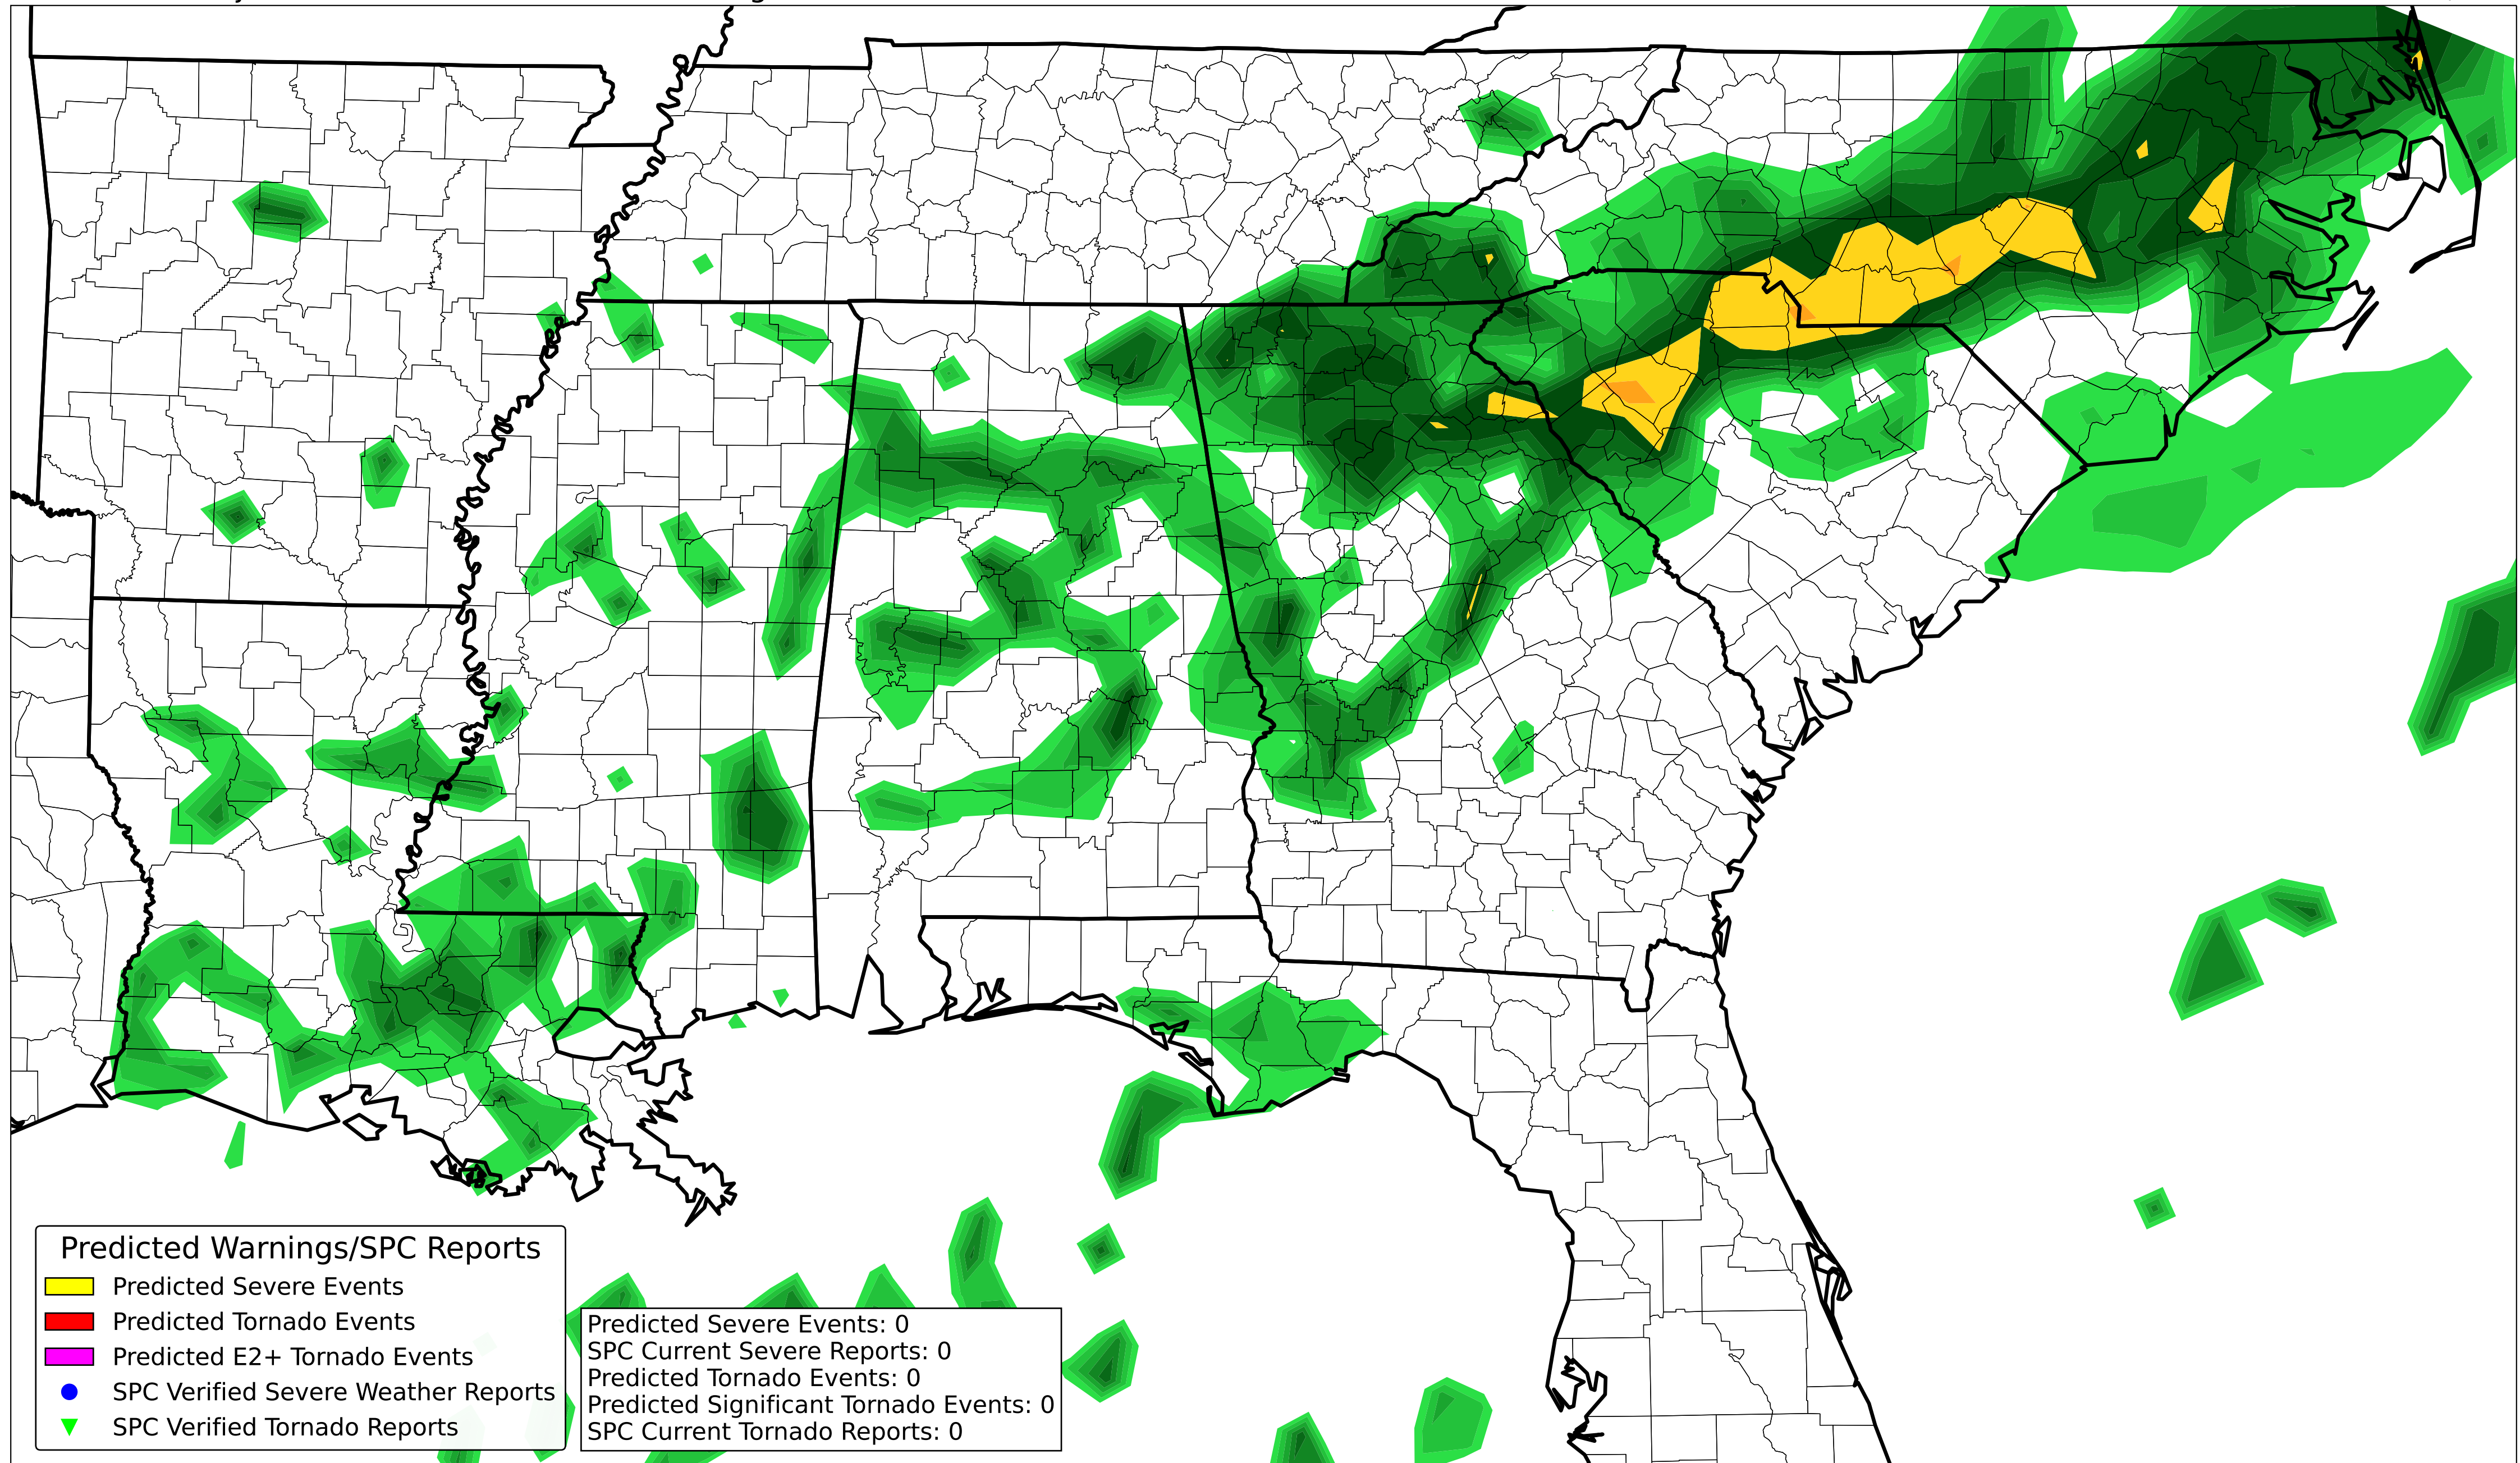 Predicted Warnings/SPC Reports
Predicted Severe Events
Predicted Tornado Events
Predicted E2+ Tornado Events
SPC Verified Severe Weather Reports
SPC Verified Tornado Reports
Predicted Severe Events: 0
SPC Current Severe Reports: 0
Predicted Tornado Events: 0
Predicted Significant Tornado Events: 0
SPC Current Tornado Reports: 0